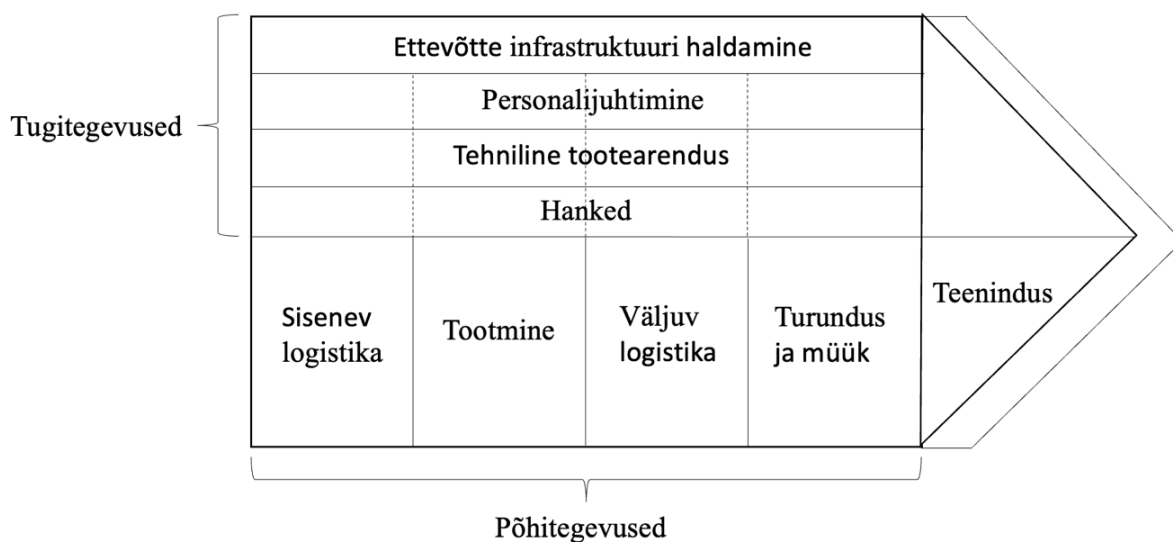 Ettevõtte infrastruktuuri haldamine
Personalijuhtimine
Tugitegevused
Tehniline tootearendus
Hanked
Sisenev
logistika
Tootmine
Väljuv
logistika
Turundus
ja müük
Teenindus
Põhitegevused